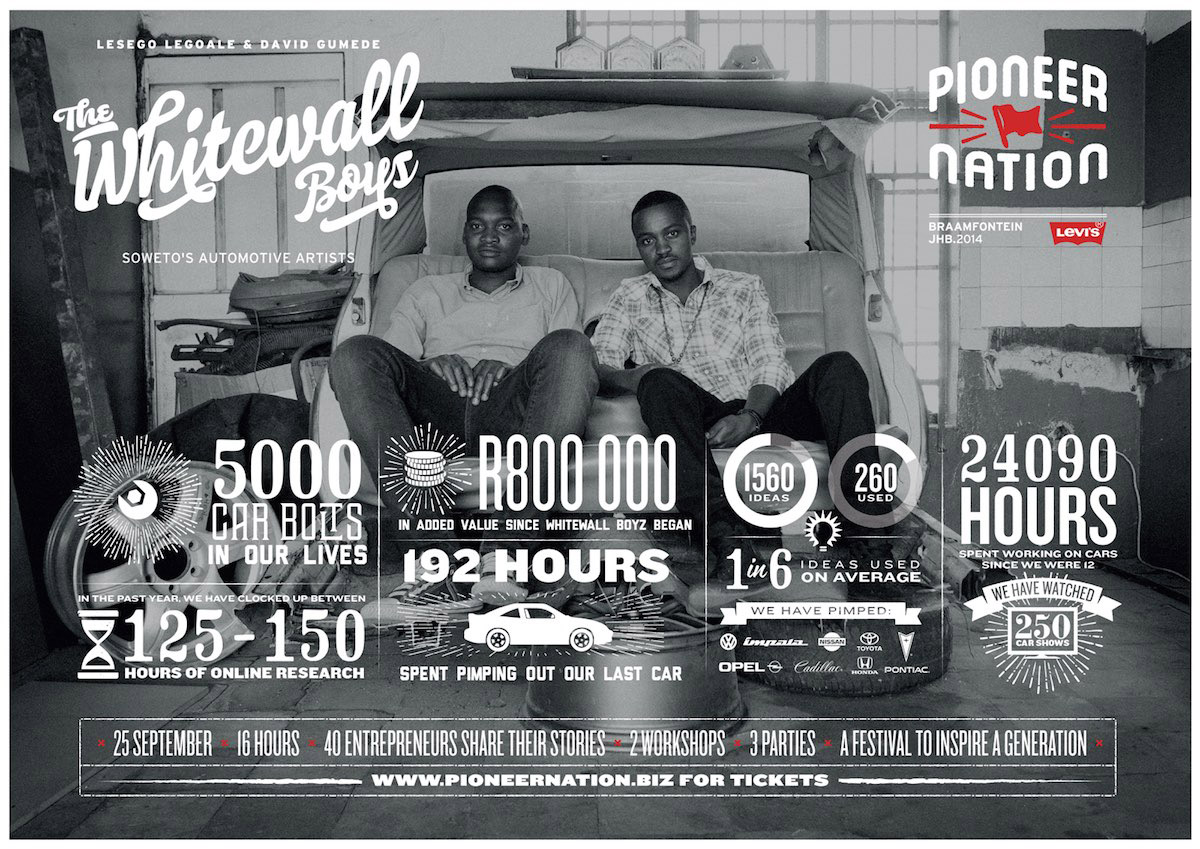 LESEGO LEGOALE & DAVID GUMEDE
The
Whitewall
Boys
SOWETO'S AUTOMOTIVE ARTISTS
PIONEER
NATION
BRAAMFONTEIN
JHB.2014
LEVI'S
5000
CAR BOLTS
IN OUR LIVES
IN THE PAST YEAR, WE HAVE CLOCKED UP BETWEEN
125-150
HOURS OF ONLINE RESEARCH
R800 000
IN ADDED VALUE SINCE WHITEWALL BOYZ BEGAN
192 HOURS
SPENT PIMPING OUT OUR LAST CAR
1560
IDEAS
260
USED
1 in 6
IDEAS USED
ON AVERAGE
WE HAVE PIMPED:
impala
NISSAN
TOYOTA
OPEL
Cadillac
HONDA
PONTIAC.
24090
HOURS
SPENT WORKING ON CARS
SINCE WE WERE 12
WE HAVE WATCHED
250
CAR SHOWS
× 25 SEPTEMBER × 16 HOURS × 40 ENTREPRENEURS SHARE THEIR STORIES × 2 WORKSHOPS × 3 PARTIES × A FESTIVAL TO INSPIRE A GENERATION ×
WWW.PIONEERNATION.BIZ FOR TICKETS